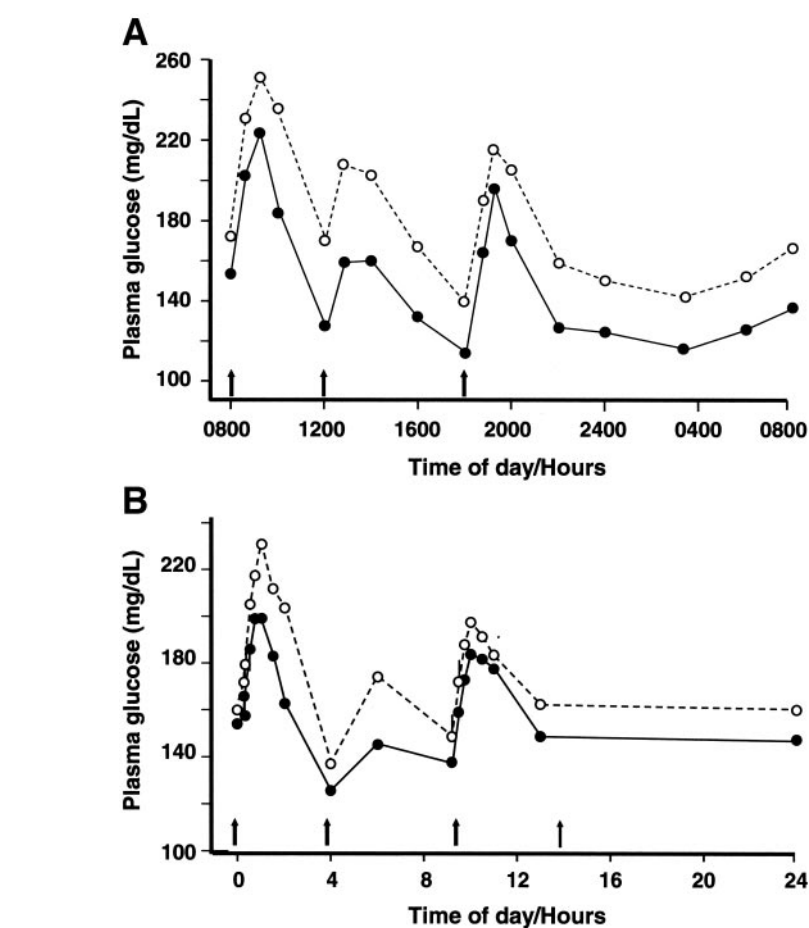 A
260
220
180
140
100
Plasma glucose (mg/dL)
0800 1200 1600 2000 2400 0400 0800
Time of day/Hours
B
220
180
140
100
Plasma glucose (mg/dL)
0 4 8 12 16 20 24
Time of day/Hours